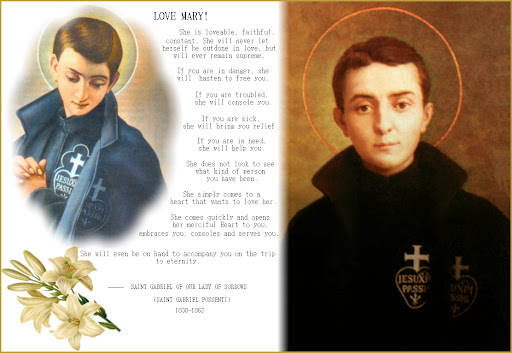 LOVE MARY!
She is loveable, faithful,
constant. She will never let
herself be outdone in love, but
will ever remain supreme.
If you are in danger, she
will hasten to free you.
If you are troubled,
she will console you.
If you are sick,
she will bring you relief.
If you are in need,
she will help you.
She does not look to see
what kind of person
you have been.
She simply comes to a
heart that wants to love her.
She comes quickly and opens
her merciful Heart to you,
embraces you, consoles and serves you.
She will even be on hand to accompany you on the trip
to eternity.
—— SAINT GABRIEL OF OUR LADY OF SORROWS
(SAINT GABRIEL POSSENTI)
1838-1862
JESU XPI
PASSIO
JESU XPI
PASSIO